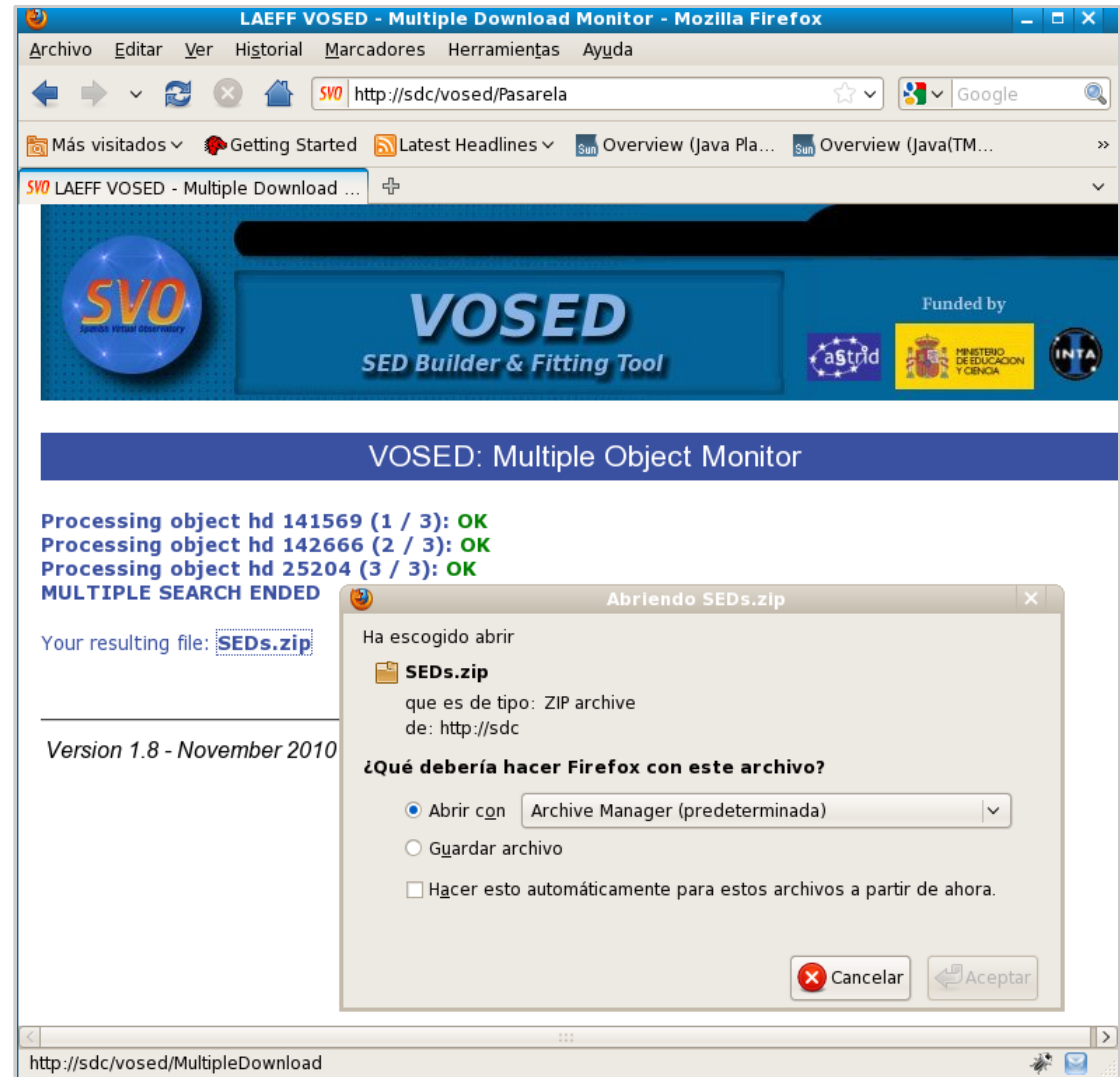 LAEFF VOSED - Multiple Download Monitor - Mozilla Firefox
Archivo Editar Ver Historial Marcadores Herramientas Ayuda
SVO http://sdc/vosed/Pasarela Google
Más visitados Getting Started Latest Headlines Sun Overview (Java Pla... Sun Overview (Java(TM... »
SVO LAEFF VOSED - Multiple Download ...
SVO
Spanish Virtual Observatory
VOSED
SED Builder & Fitting Tool
Funded by
astrid
MINISTERIO
DE EDUCACION
Y CIENCIA
INTA
VOSED: Multiple Object Monitor
Processing object hd 141569 (1 / 3): OK
Processing object hd 142666 (2 / 3): OK
Processing object hd 25204 (3 / 3): OK
MULTIPLE SEARCH ENDED
Your resulting file: SEDs.zip
Version 1.8 - November 2010
Abriendo SEDs.zip
Ha escogido abrir
SEDs.zip
que es de tipo: ZIP archive
de: http://sdc
¿Qué debería hacer Firefox con este archivo?
Abrir con Archive Manager (predeterminada)
Guardar archivo
Hacer esto automáticamente para estos archivos a partir de ahora.
Cancelar Aceptar
http://sdc/vosed/MultipleDownload